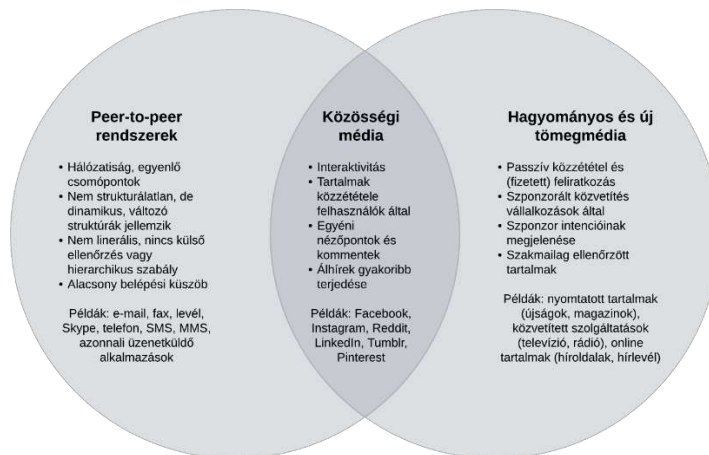 Peer-to-peer
rendszerek
• Hálózatiság, egyenlő
csomópontok
• Nem strukturálatlan, de
dinamikus, változó
struktúrák jellemzik
• Nem linerális, nincs külső
ellenőrzés vagy
hierarchikus szabály
• Alacsony belépési küszöb
Példák: e-mail, fax, levél,
Skype, telefon, SMS, MMS,
azonnali üzenetküldő
alkalmazások
Közösségi
média
• Interaktivitás
• Tartalmak
közzététele
felhasználók által
• Egyéni
nézőpontok és
kommentek
• Álhírek gyakoribb
terjedése
Példák: Facebook,
Instagram, Reddit,
LinkedIn, Tumblr,
Pinterest
Hagyományos és új
tömegmédia
• Passzív közzététel és
(fizetett) feliratkozás
• Szponzorált közvetítés
vállalkozások által
• Szponzor intencióinak
megjelenése
• Szakmailag ellenőrzött
tartalmak
Példák: nyomtatott tartalmak
(újságok, magazinok),
közvetített szolgáltatások
(televízió, rádió), online
tartalmak (híroldalak, hírlevél)